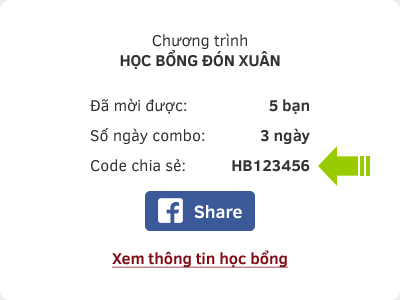 Chương trình
HỌC BỔNG ĐÓN XUÂN
Đã mời được: 5 bạn
Số ngày combo: 3 ngày
Code chia sẻ: HB123456
Share
Xem thông tin học bổng